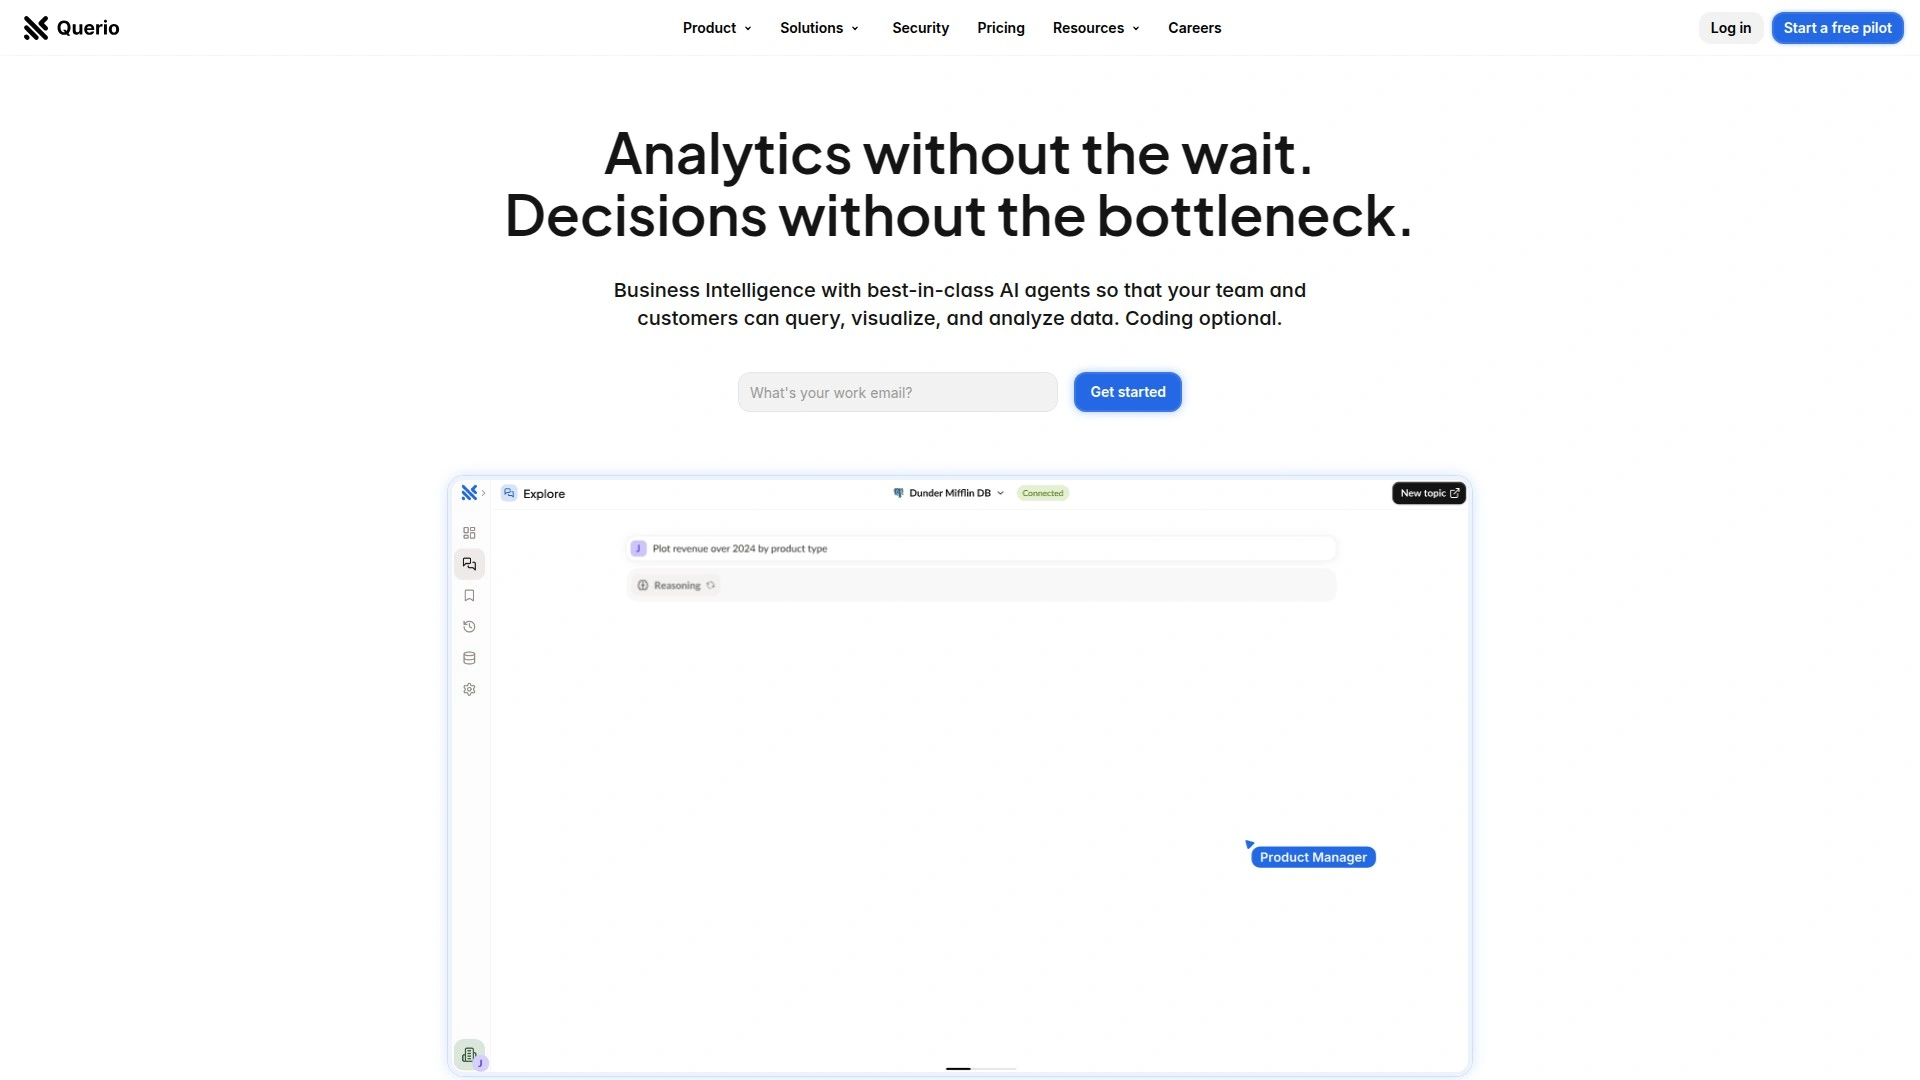 Querio
Product
Solutions
Security
Pricing
Resources
Careers
Log in
Start a free pilot
Analytics without the wait.
Decisions without the bottleneck.
Business Intelligence with best-in-class AI agents so that your team and
customers can query, visualize, and analyze data. Coding optional.
What's your work email?
Get started
Explore
Dunder Mifflin DB
Connected
New topic
J
Plot revenue over 2024 by product type
Reasoning
Product Manager
J